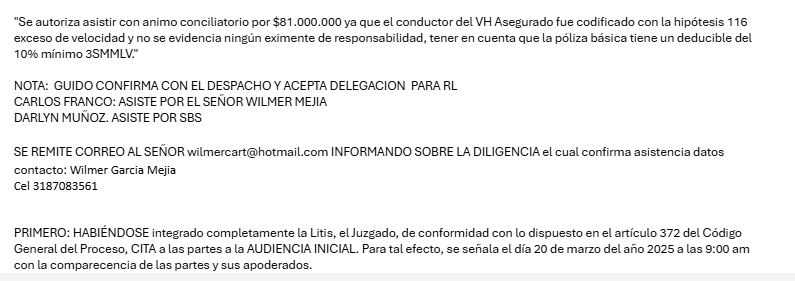 "Se autoriza asistir con animo conciliatorio por $81.000.000 ya que el conductor del VH Asegurado fue codificado con la hipótesis 116
exceso de velocidad y no se evidencia ningún eximente de responsabilidad, tener en cuenta que la póliza básica tiene un deducible del
10% mínimo 3SMMLV."
NOTA:  GUIDO CONFIRMA CON EL DESPACHO Y ACEPTA DELEGACION  PARA RL
CARLOS FRANCO: ASISTE POR EL SEÑOR WILMER MEJIA
DARLYN MUÑOZ. ASISTE POR SBS
SE REMITE CORREO AL SEÑOR wilmercart@hotmail.com INFORMANDO SOBRE LA DILIGENCIA el cual confirma asistencia datos
contacto: Wilmer Garcia Mejia
Cel 3187083561
PRIMERO: HABIÉNDOSE integrado completamente la Litis, el Juzgado, de conformidad con lo dispuesto en el artículo 372 del Código
General del Proceso, CITA a las partes a la AUDIENCIA INICIAL. Para tal efecto, se señala el día 20 de marzo del año 2025 a las 9:00 am
con la comparecencia de las partes y sus apoderados.